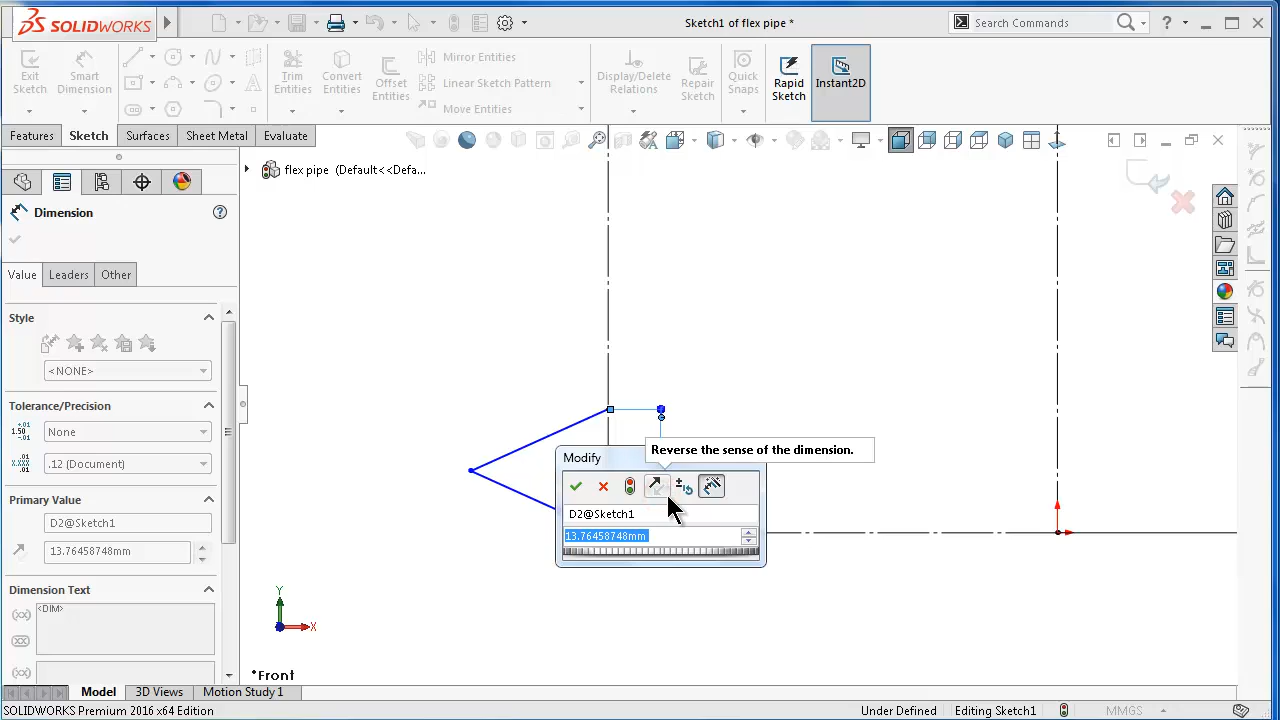 SOLIDWORKS
Sketch1 of flex pipe *
Search Commands
Exit Sketch
Smart Dimension
Trim Entities
Convert Entities
Offset Entities
Mirror Entities
Linear Sketch Pattern
Move Entities
Display/Delete Relations
Repair Sketch
Quick Snaps
Rapid Sketch
Instant2D
Features
Sketch
Surfaces
Sheet Metal
Evaluate
flex pipe (Default<<Defa...
Dimension
Value
Leaders
Other
Style
<NONE>
Tolerance/Precision
None
.12 (Document)
Primary Value
D2@Sketch1
13.76458748mm
Dimension Text
<DIM>
Modify
Reverse the sense of the dimension.
D2@Sketch1
13.76458748mm
Y
X
*Front
Model
3D Views
Motion Study 1
SOLIDWORKS Premium 2016 x64 Edition
Under Defined
Editing Sketch1
MMGS